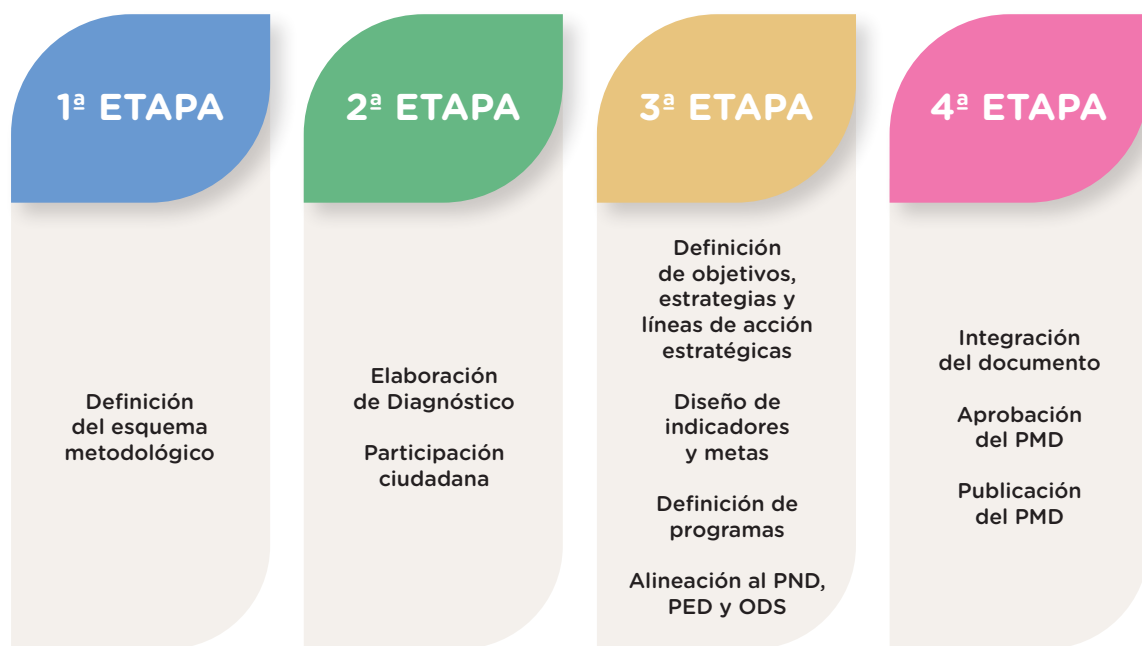 1ª ETAPA
Definición
del esquema
metodológico
2ª ETAPA
Elaboración
de Diagnóstico
Participación
ciudadana
3ª ETAPA
Definición
de objetivos,
estrategias y
líneas de acción
estratégicas
Diseño de
indicadores
y metas
Definición de
programas
Alineación al PND,
PED y ODS
4ª ETAPA
Integración
del documento
Aprobación
del PMD
Publicación
del PMD